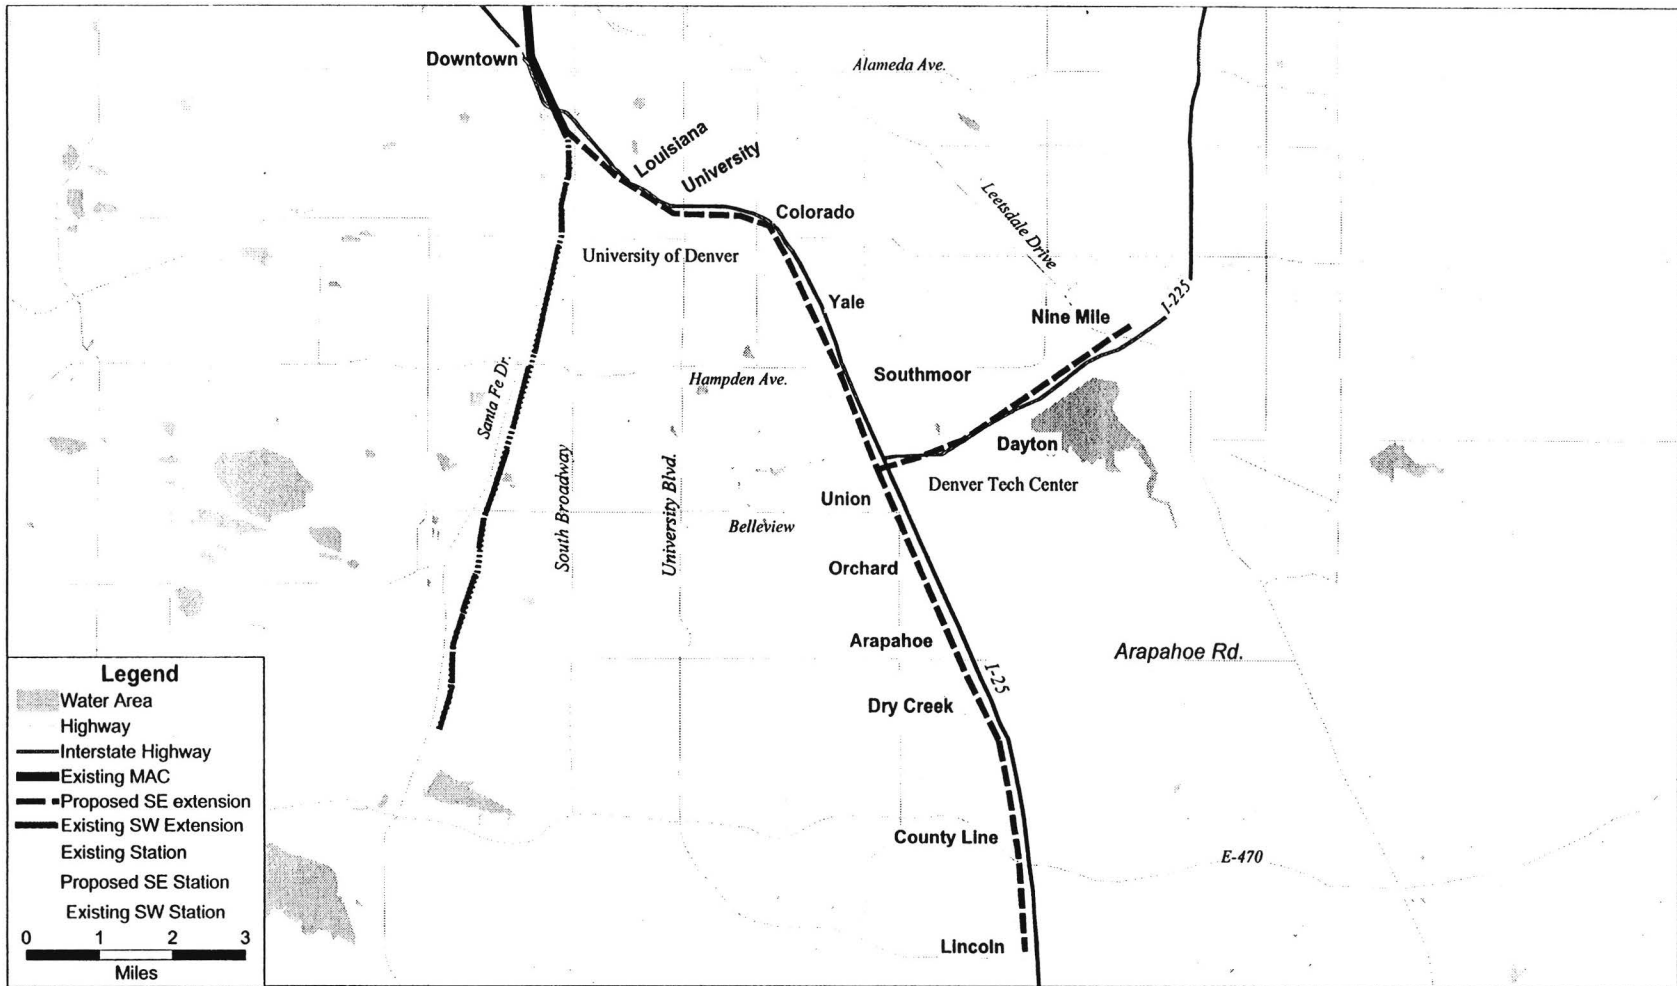 Downtown
Alameda Ave.
Louisiana
University
Leetsdale Drive
Colorado
University of Denver
I-225
Yale
Nine Mile
Santa Fe Dr.
Hampden Ave.
Southmoor
Dayton
South Broadway
University Blvd.
Union
Denver Tech Center
Belleview
Orchard
Arapahoe
Arapahoe Rd.
I-25
Dry Creek
Legend
Water Area
Highway
Interstate Highway
Existing MAC
Proposed SE extension
Existing SW Extension
Existing Station
Proposed SE Station
Existing SW Station
0 1 2 3
Miles
County Line
E-470
Lincoln